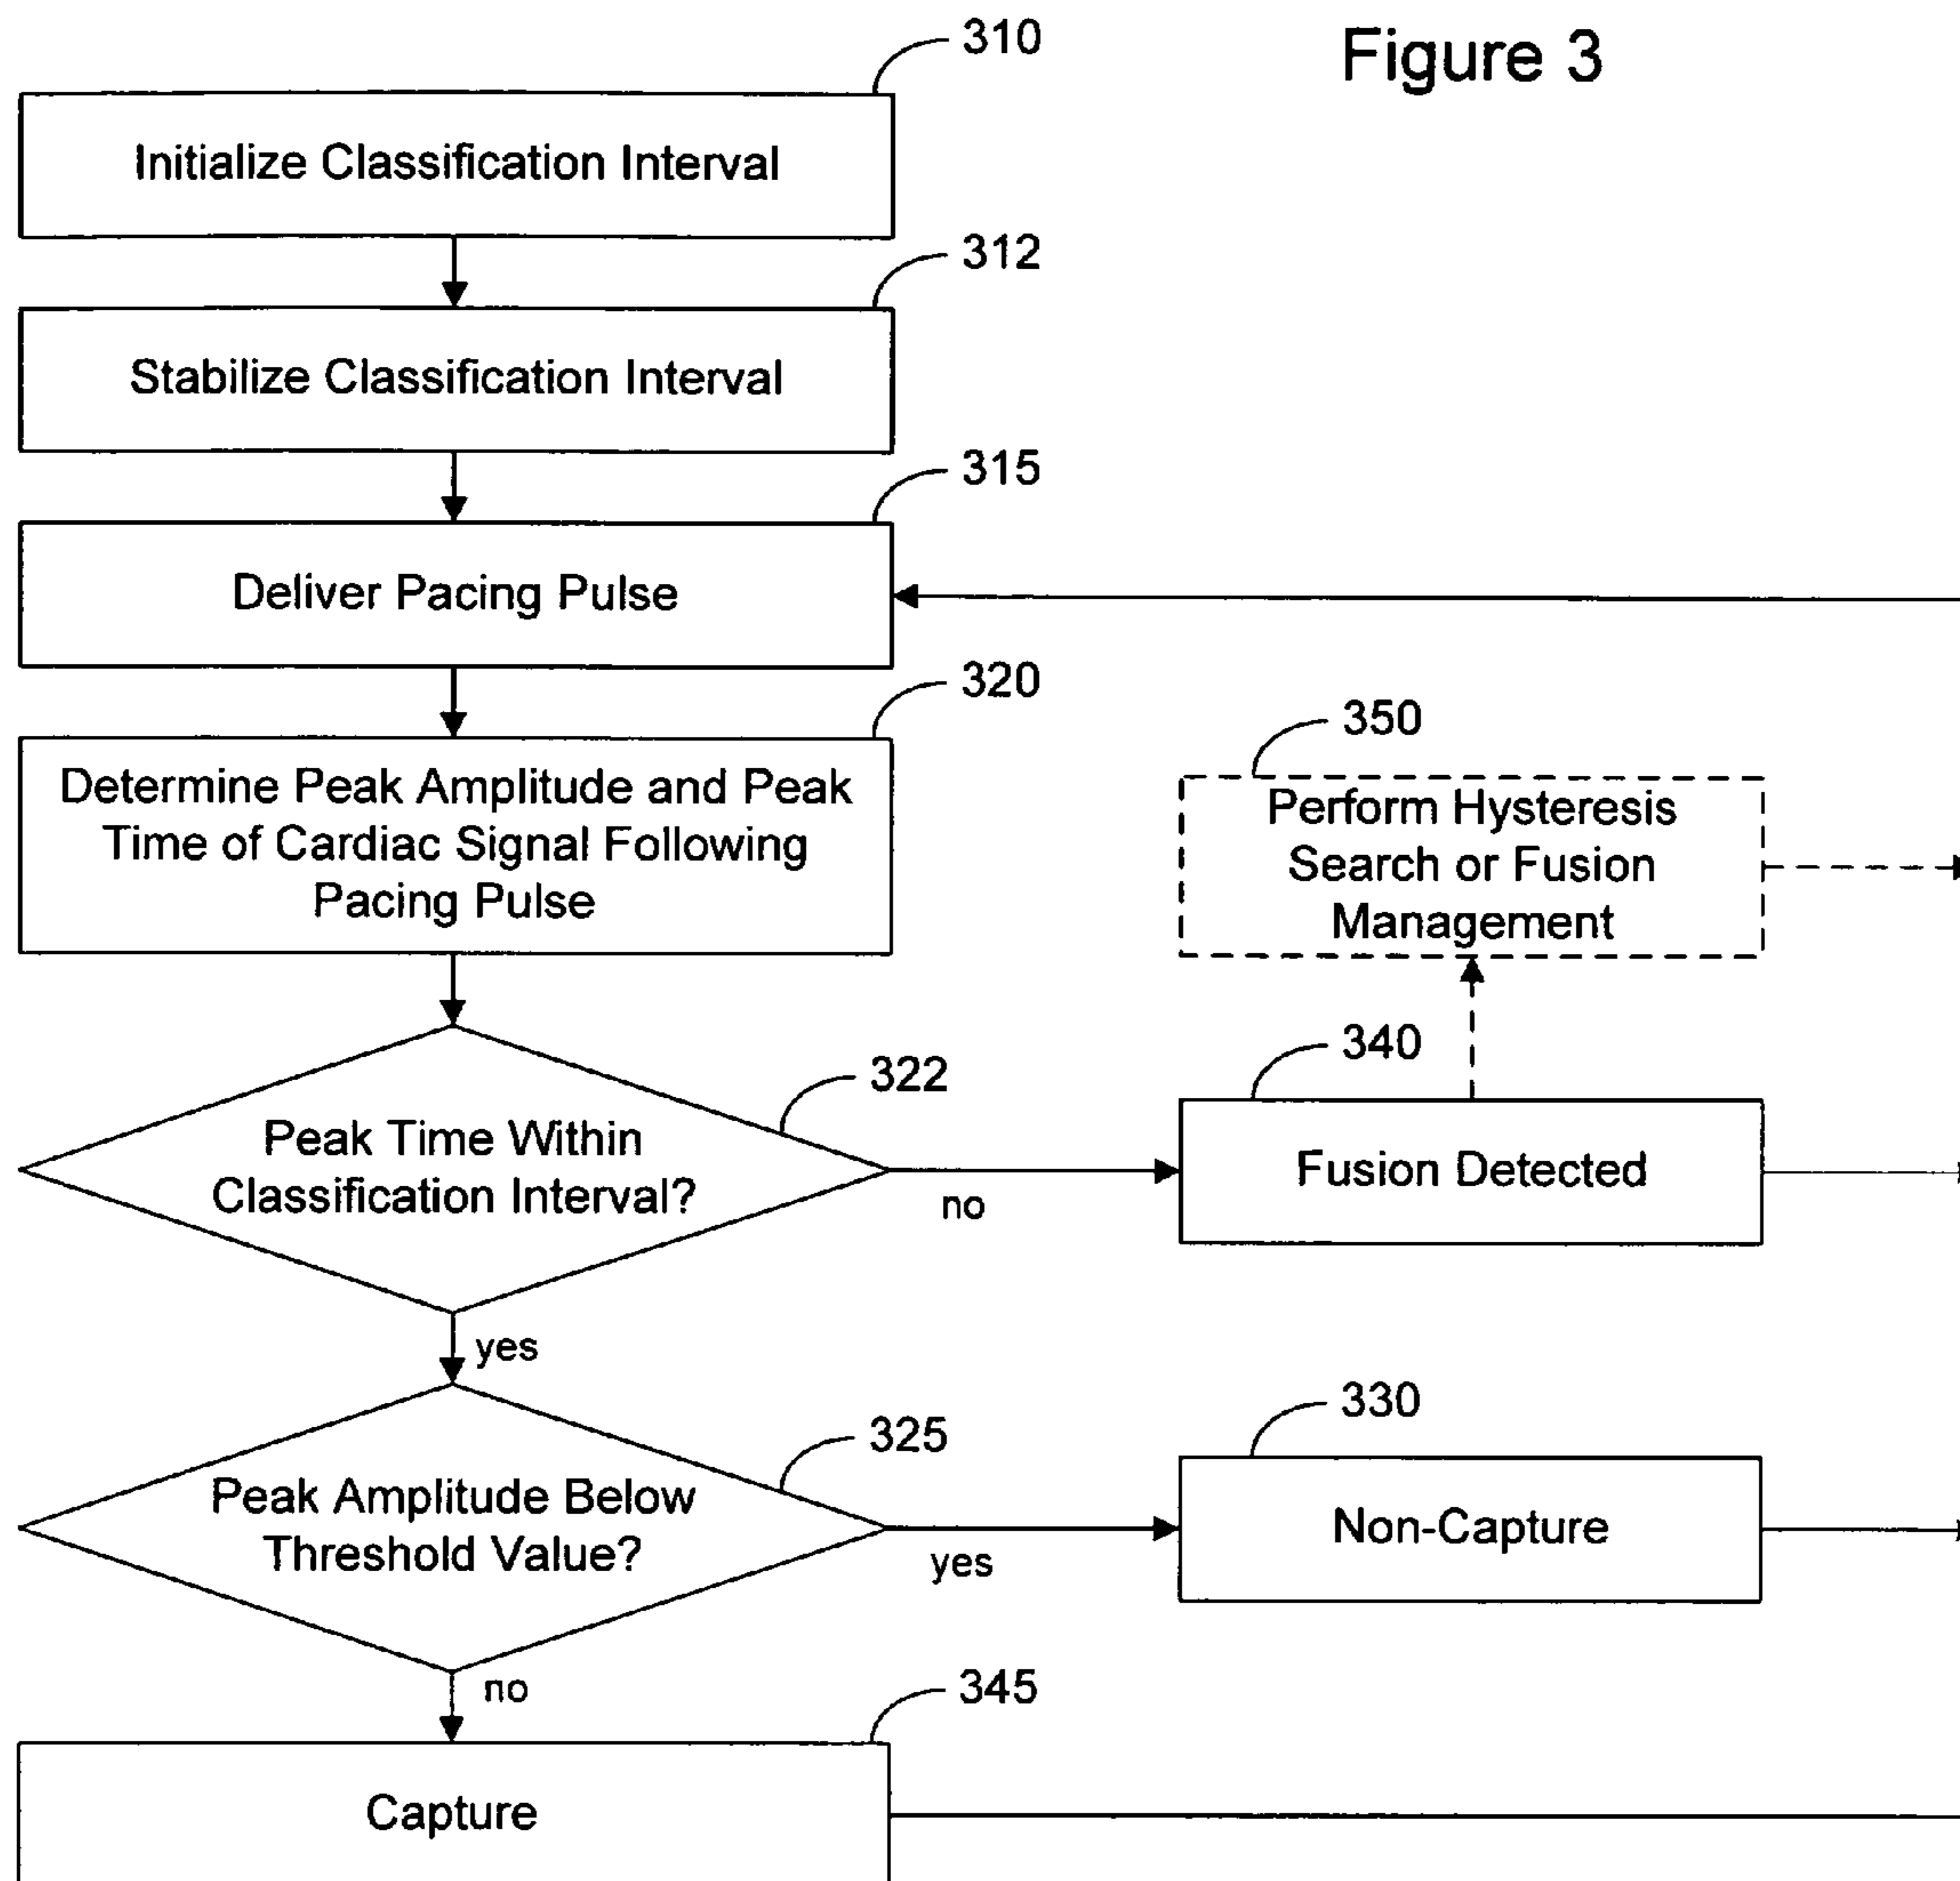 Figure 3
310
Initialize Classification Interval
312
Stabilize Classification Interval
315
Deliver Pacing Pulse
320
Determine Peak Amplitude and Peak
Time of Cardiac Signal Following
Pacing Pulse
350
Perform Hysteresis
Search or Fusion
Management
322
Peak Time Within
Classification Interval?
no
340
Fusion Detected
yes
325
Peak Amplitude Below
Threshold Value?
yes
330
Non-Capture
no
345
Capture